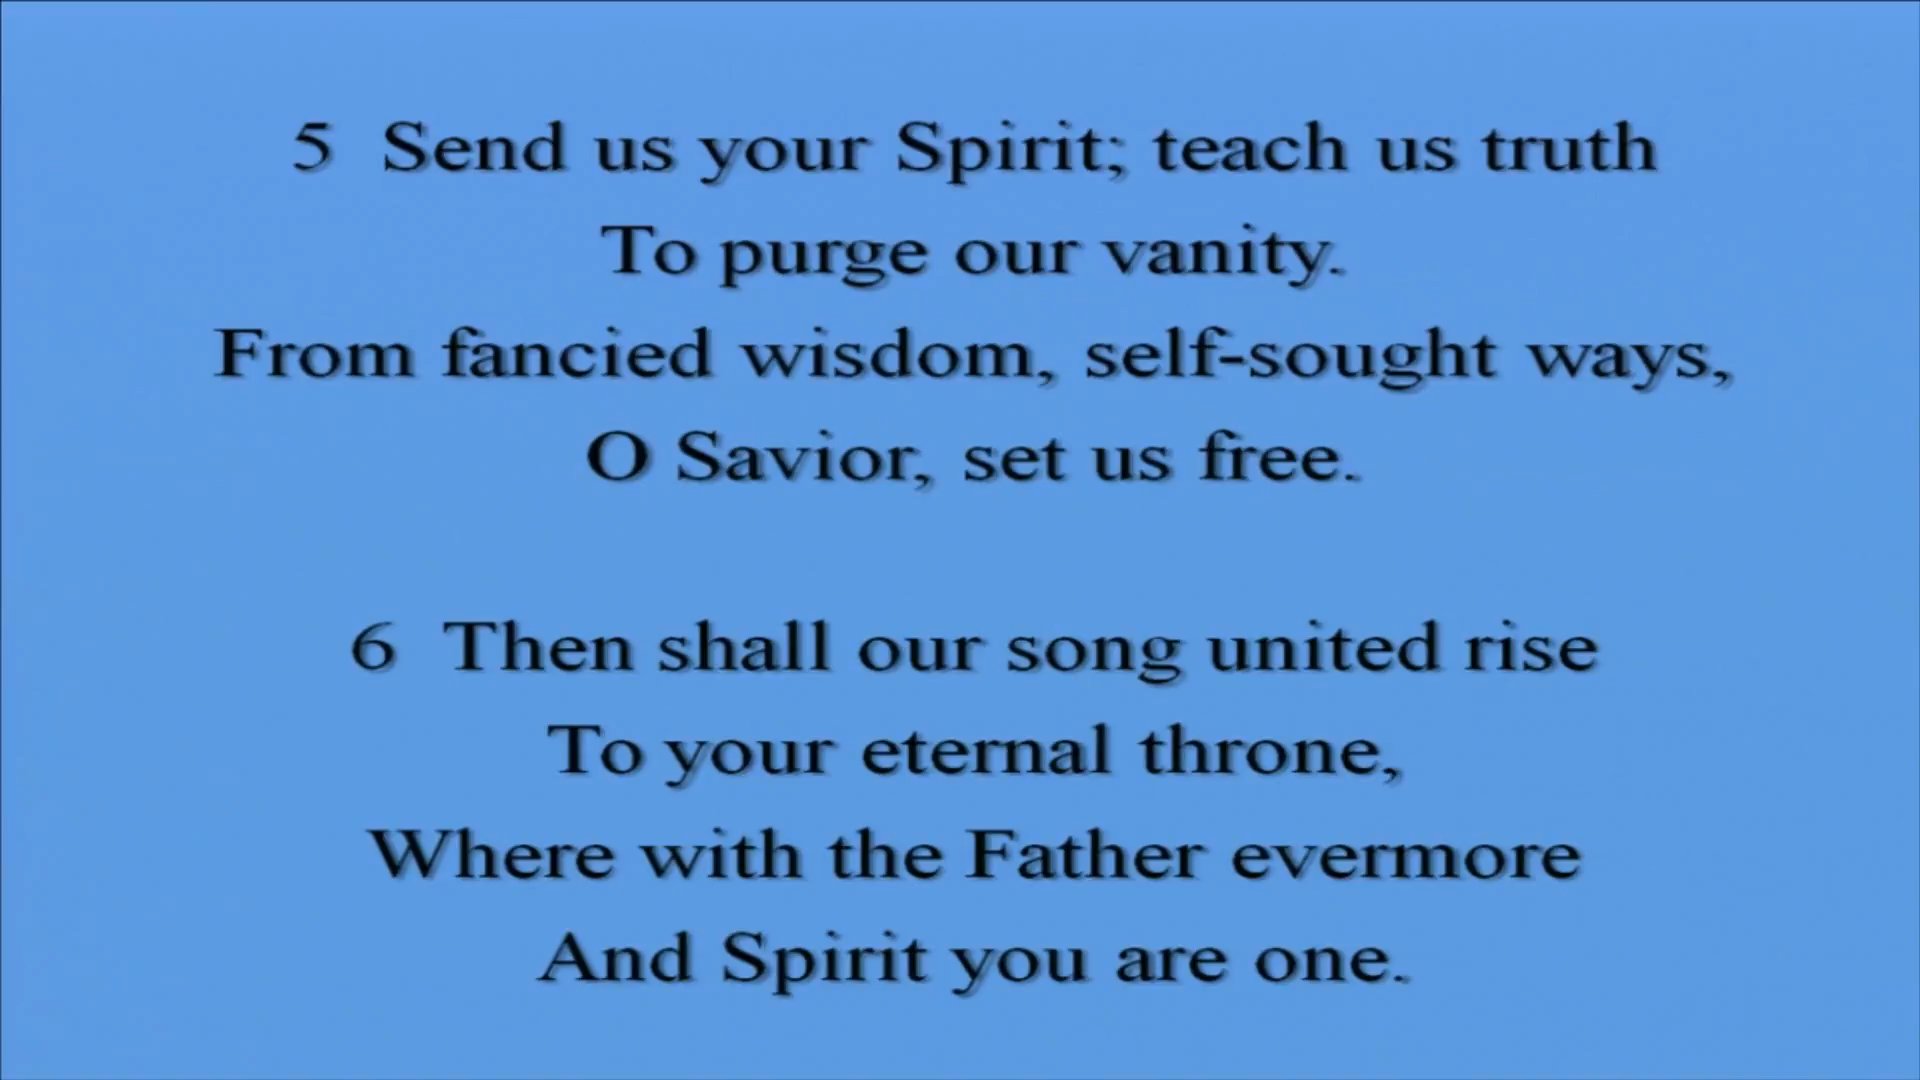 5 Send us your Spirit; teach us truth
To purge our vanity.
From fancied wisdom, self-sought ways,
O Savior, set us free.
6 Then shall our song united rise
To your eternal throne,
Where with the Father evermore
And Spirit you are one.